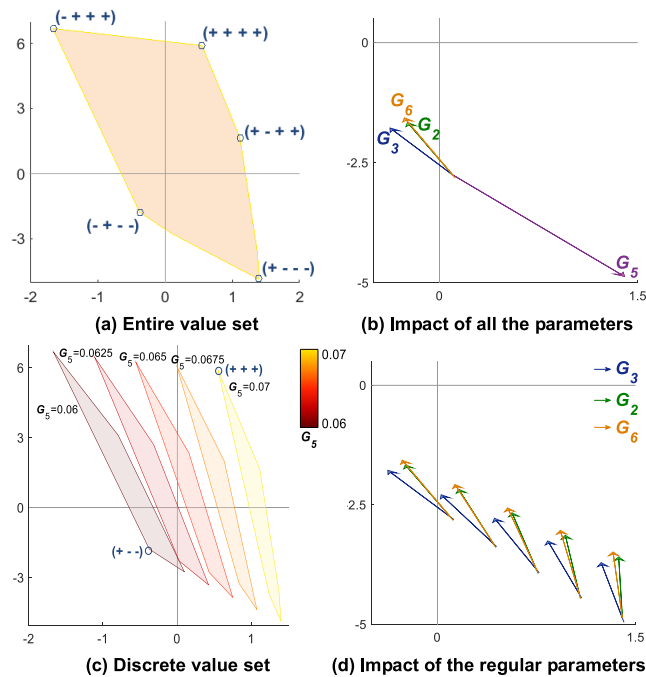 (- + + +)
(+ + + +)
6
3
(+ - + +)
0
(- + - -)
-3
(+ - - -)
-2 -1 0 1 2
(a) Entire value set
0
G6
G2
G3
-2.5
G5
-5
0 1.5
(b) Impact of all the parameters
G5=0.06
G5=0.0625
G5=0.065
G5=0.0675
G5=0.07
(+ + +)
6
3
0
(+ - -)
-3
-2 -1 0 1
0.07
0.06
G5
(c) Discrete value set
0
G3
G2
G6
2.5
-5
0 1.5
(d) Impact of the regular parameters